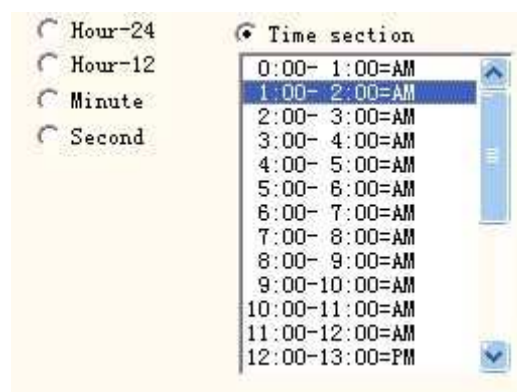 Hour-24
Hour-12
Minute
Second
Time section
0:00- 1:00=AM
1:00- 2:00=AM
2:00- 3:00=AM
3:00- 4:00=AM
4:00- 5:00=AM
5:00- 6:00=AM
6:00- 7:00=AM
7:00- 8:00=AM
8:00- 9:00=AM
9:00-10:00=AM
10:00-11:00=AM
11:00-12:00=AM
12:00-13:00=PM